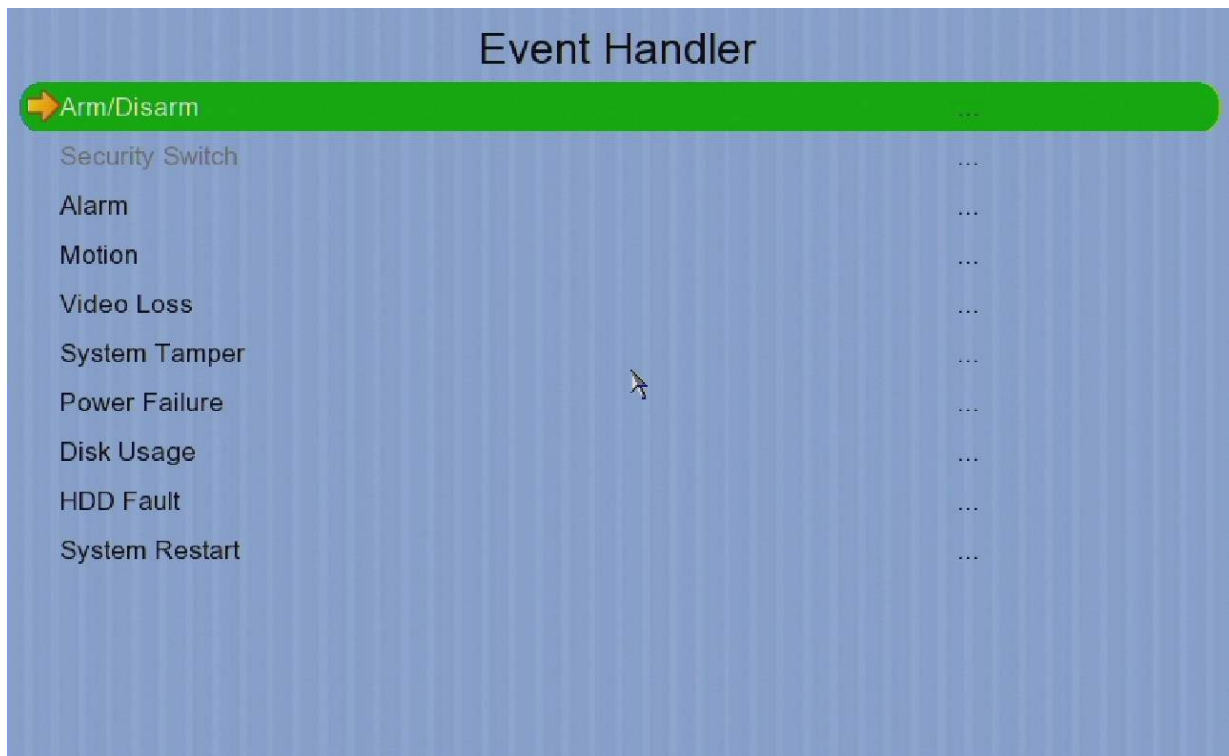 Event Handler
Arm/Disarm ...
Security Switch ...
Alarm ...
Motion ...
Video Loss ...
System Tamper ...
Power Failure ...
Disk Usage ...
HDD Fault ...
System Restart ...